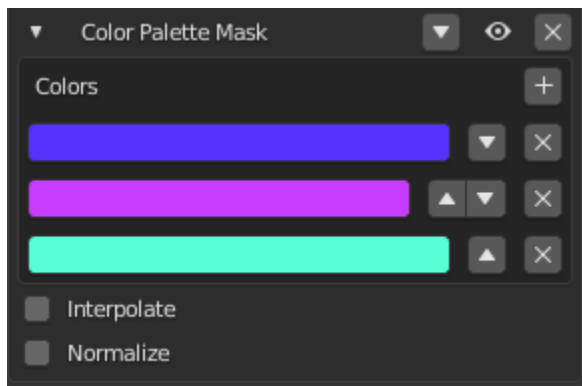 Color Palette Mask
Colors
Interpolate
Normalize